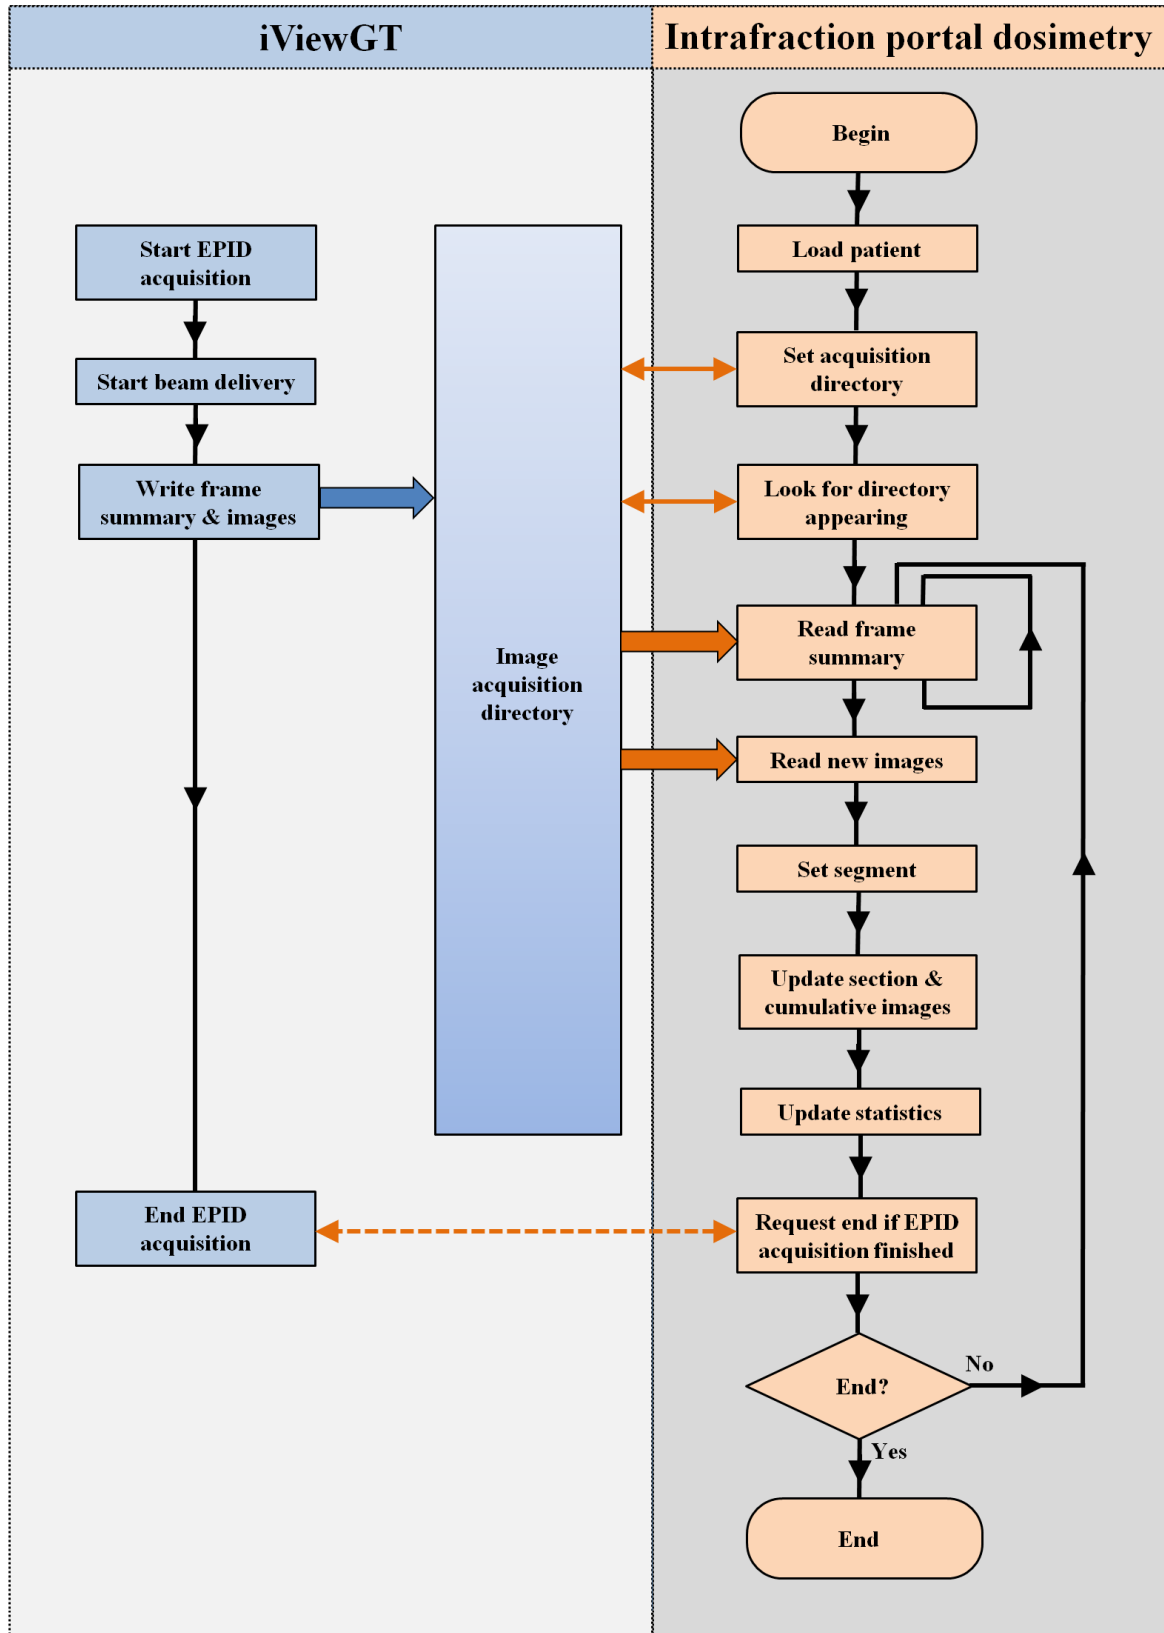 iViewGT
Intrafraction portal dosimetry
Start EPID
acquisition
Start beam delivery
Write frame
summary & images
End EPID
acquisition
Image
acquisition
directory
Begin
Load patient
Set acquisition
directory
Look for directory
appearing
Read frame
summary
Read new images
Set segment
Update section &
cumulative images
Update statistics
Request end if EPID
acquisition finished
End?
No
Yes
End